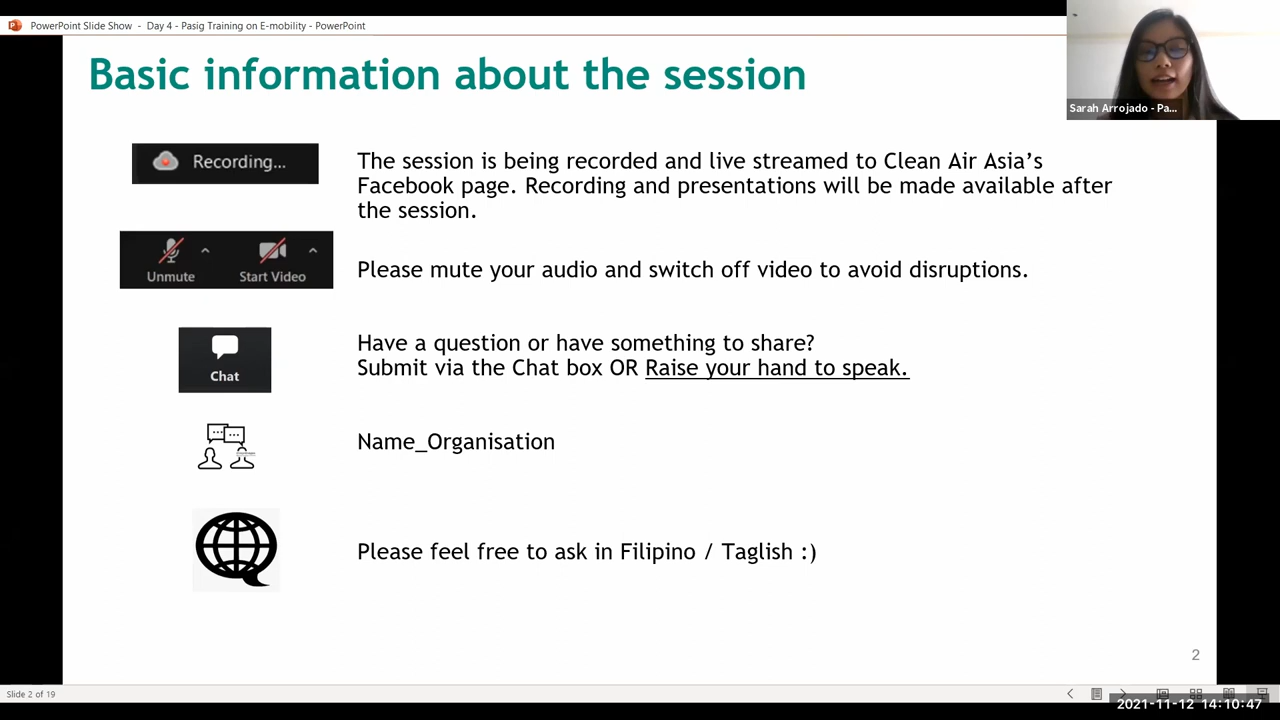 PowerPoint Slide Show - Day 4 - Pasig Training on E-mobility - PowerPoint
Sarah Arrojado - Pa...
Basic information about the session
Recording...
The session is being recorded and live streamed to Clean Air Asia’s
Facebook page. Recording and presentations will be made available after
the session.
Unmute
Start Video
Please mute your audio and switch off video to avoid disruptions.
Chat
Have a question or have something to share?
Submit via the Chat box OR Raise your hand to speak.
Name_Organisation
Please feel free to ask in Filipino / Taglish :)
2
Slide 2 of 19
2021-11-12 14:10:47